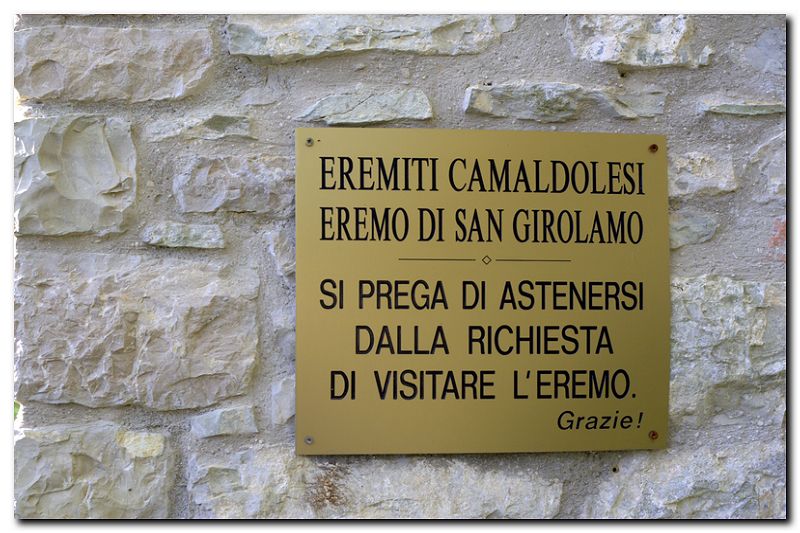 EREMITI CAMALDOLESI
EREMO DI SAN GIROLAMO
SI PREGA DI ASTENERSI
DALLA RICHIESTA
DI VISITARE L'EREMO.
Grazie!